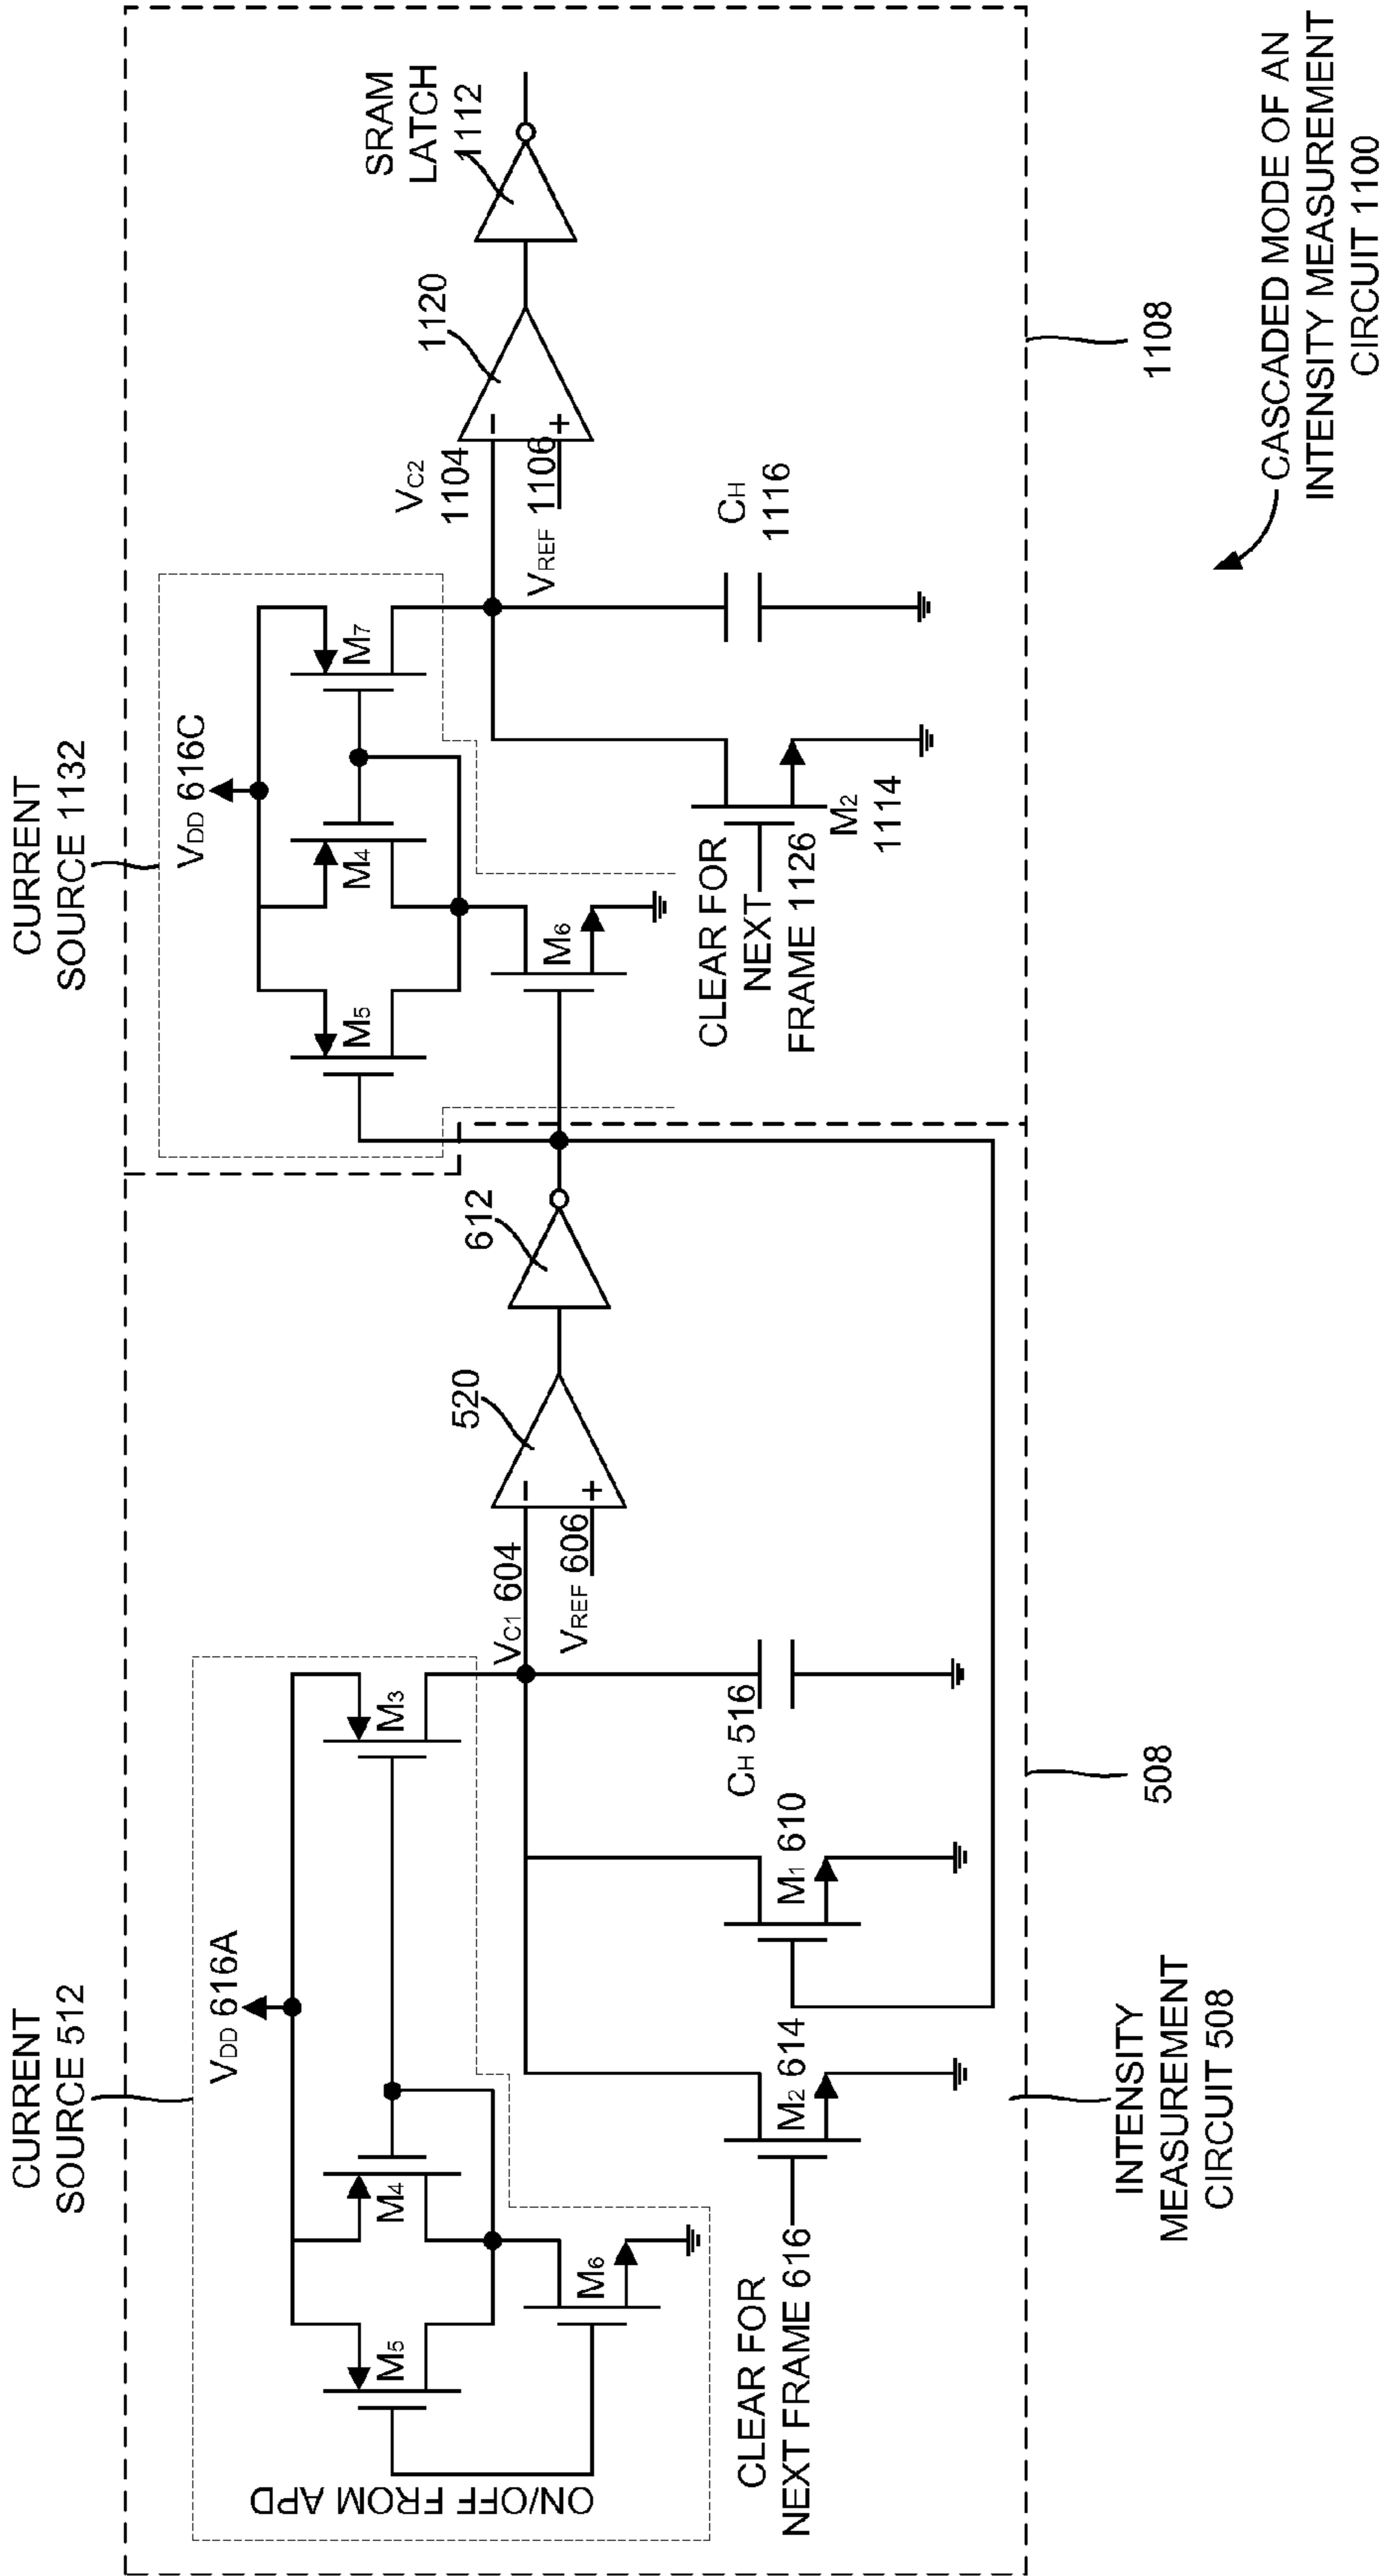 CURRENT
SOURCE 512
VDD 616A
M5
M4
M3
M6
ON/OFF FROM APD
CLEAR FOR
NEXT FRAME 616
M2 614
M1 610
CH 516
VC1 604
VREF 606
520
612
INTENSITY
MEASUREMENT
CIRCUIT 508
508
CURRENT
SOURCE 1132
VDD 616C
M5
M4
M7
M6
CLEAR FOR
NEXT
FRAME 1126
M2
1114
CH
1116
VC2
1104
VREF 1106
1120
SRAM
LATCH
1112
1108
CASCADED MODE OF AN
INTENSITY MEASUREMENT
CIRCUIT 1100